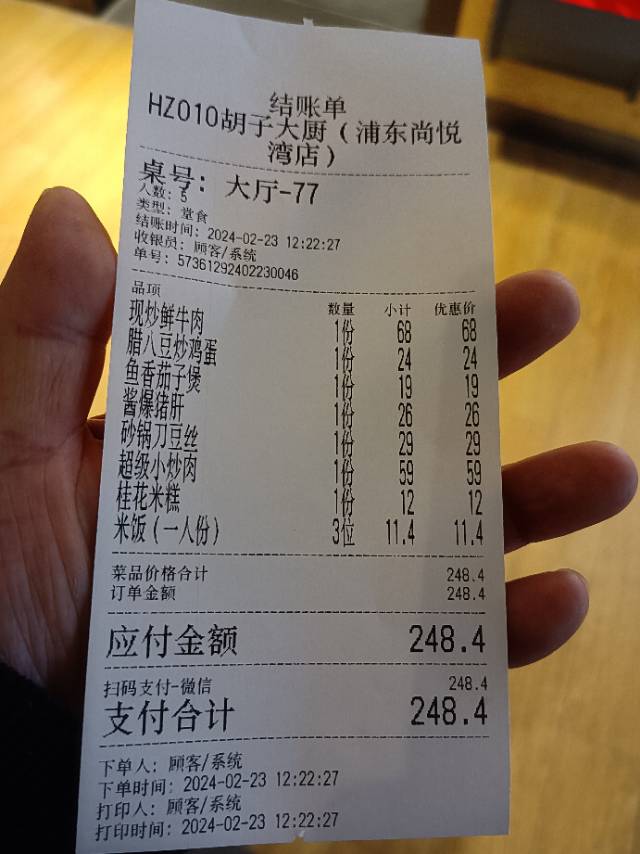 结账单
HZ010胡子大厨（浦东尚悦
湾店）
桌号： 大厅-77
人数：5
类型：堂食
结账时间：2024-02-23 12:22:27
收银员：顾客/系统
单号：57361292402230046
品项 数量 小计 优惠价
现炒鲜牛肉 1份 68 68
腊八豆炒鸡蛋 1份 24 24
鱼香茄子煲 1份 19 19
酱爆猪肝 1份 26 26
砂锅刀豆丝 1份 29 29
超级小炒肉 1份 59 59
桂花米糕 1份 12 12
米饭（一人份） 3位 11.4 11.4
菜品价格合计 248.4
订单金额 248.4
应付金额 248.4
扫码支付-微信 248.4
支付合计 248.4
下单人：顾客/系统
下单时间：2024-02-23 12:22:27
打印人：顾客/系统
打印时间：2024-02-23 12:22:27